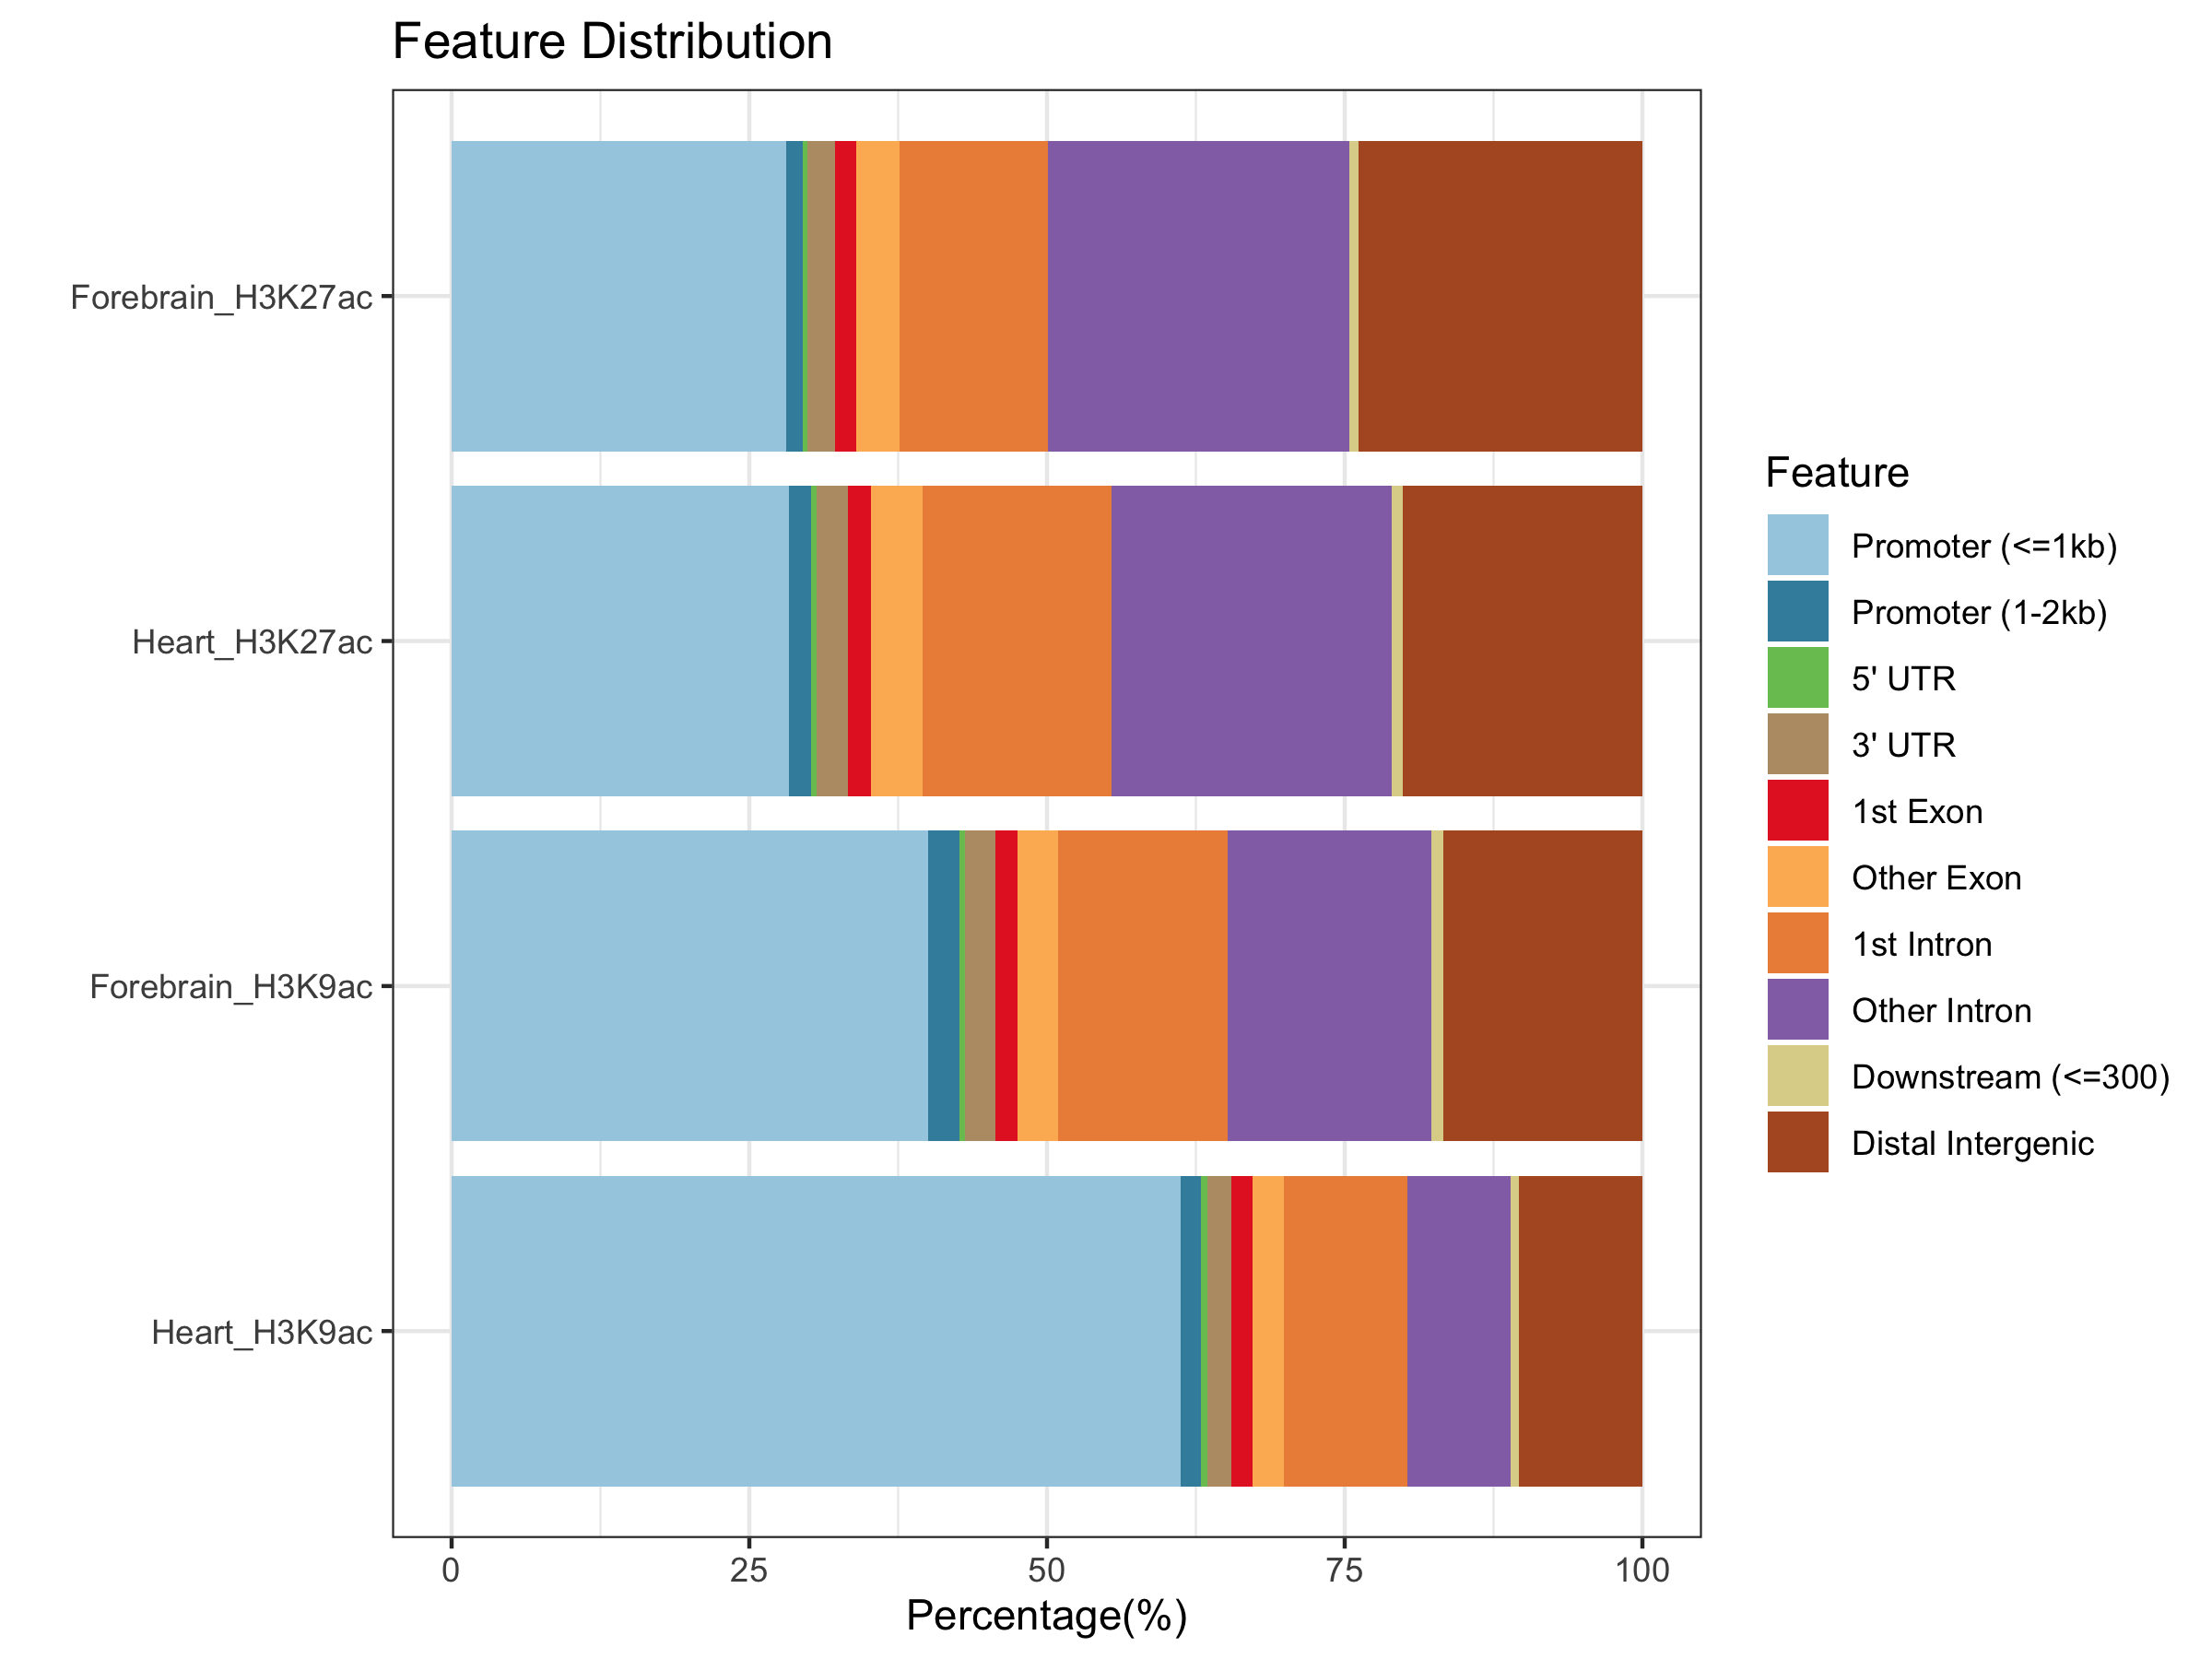 Feature Distribution
Forebrain_H3K27ac
Heart_H3K27ac
Forebrain_H3K9ac
Heart_H3K9ac
0 25 50 75 100
Percentage(%)
Feature
Promoter (<=1kb)
Promoter (1-2kb)
5' UTR
3' UTR
1st Exon
Other Exon
1st Intron
Other Intron
Downstream (<=300)
Distal Intergenic